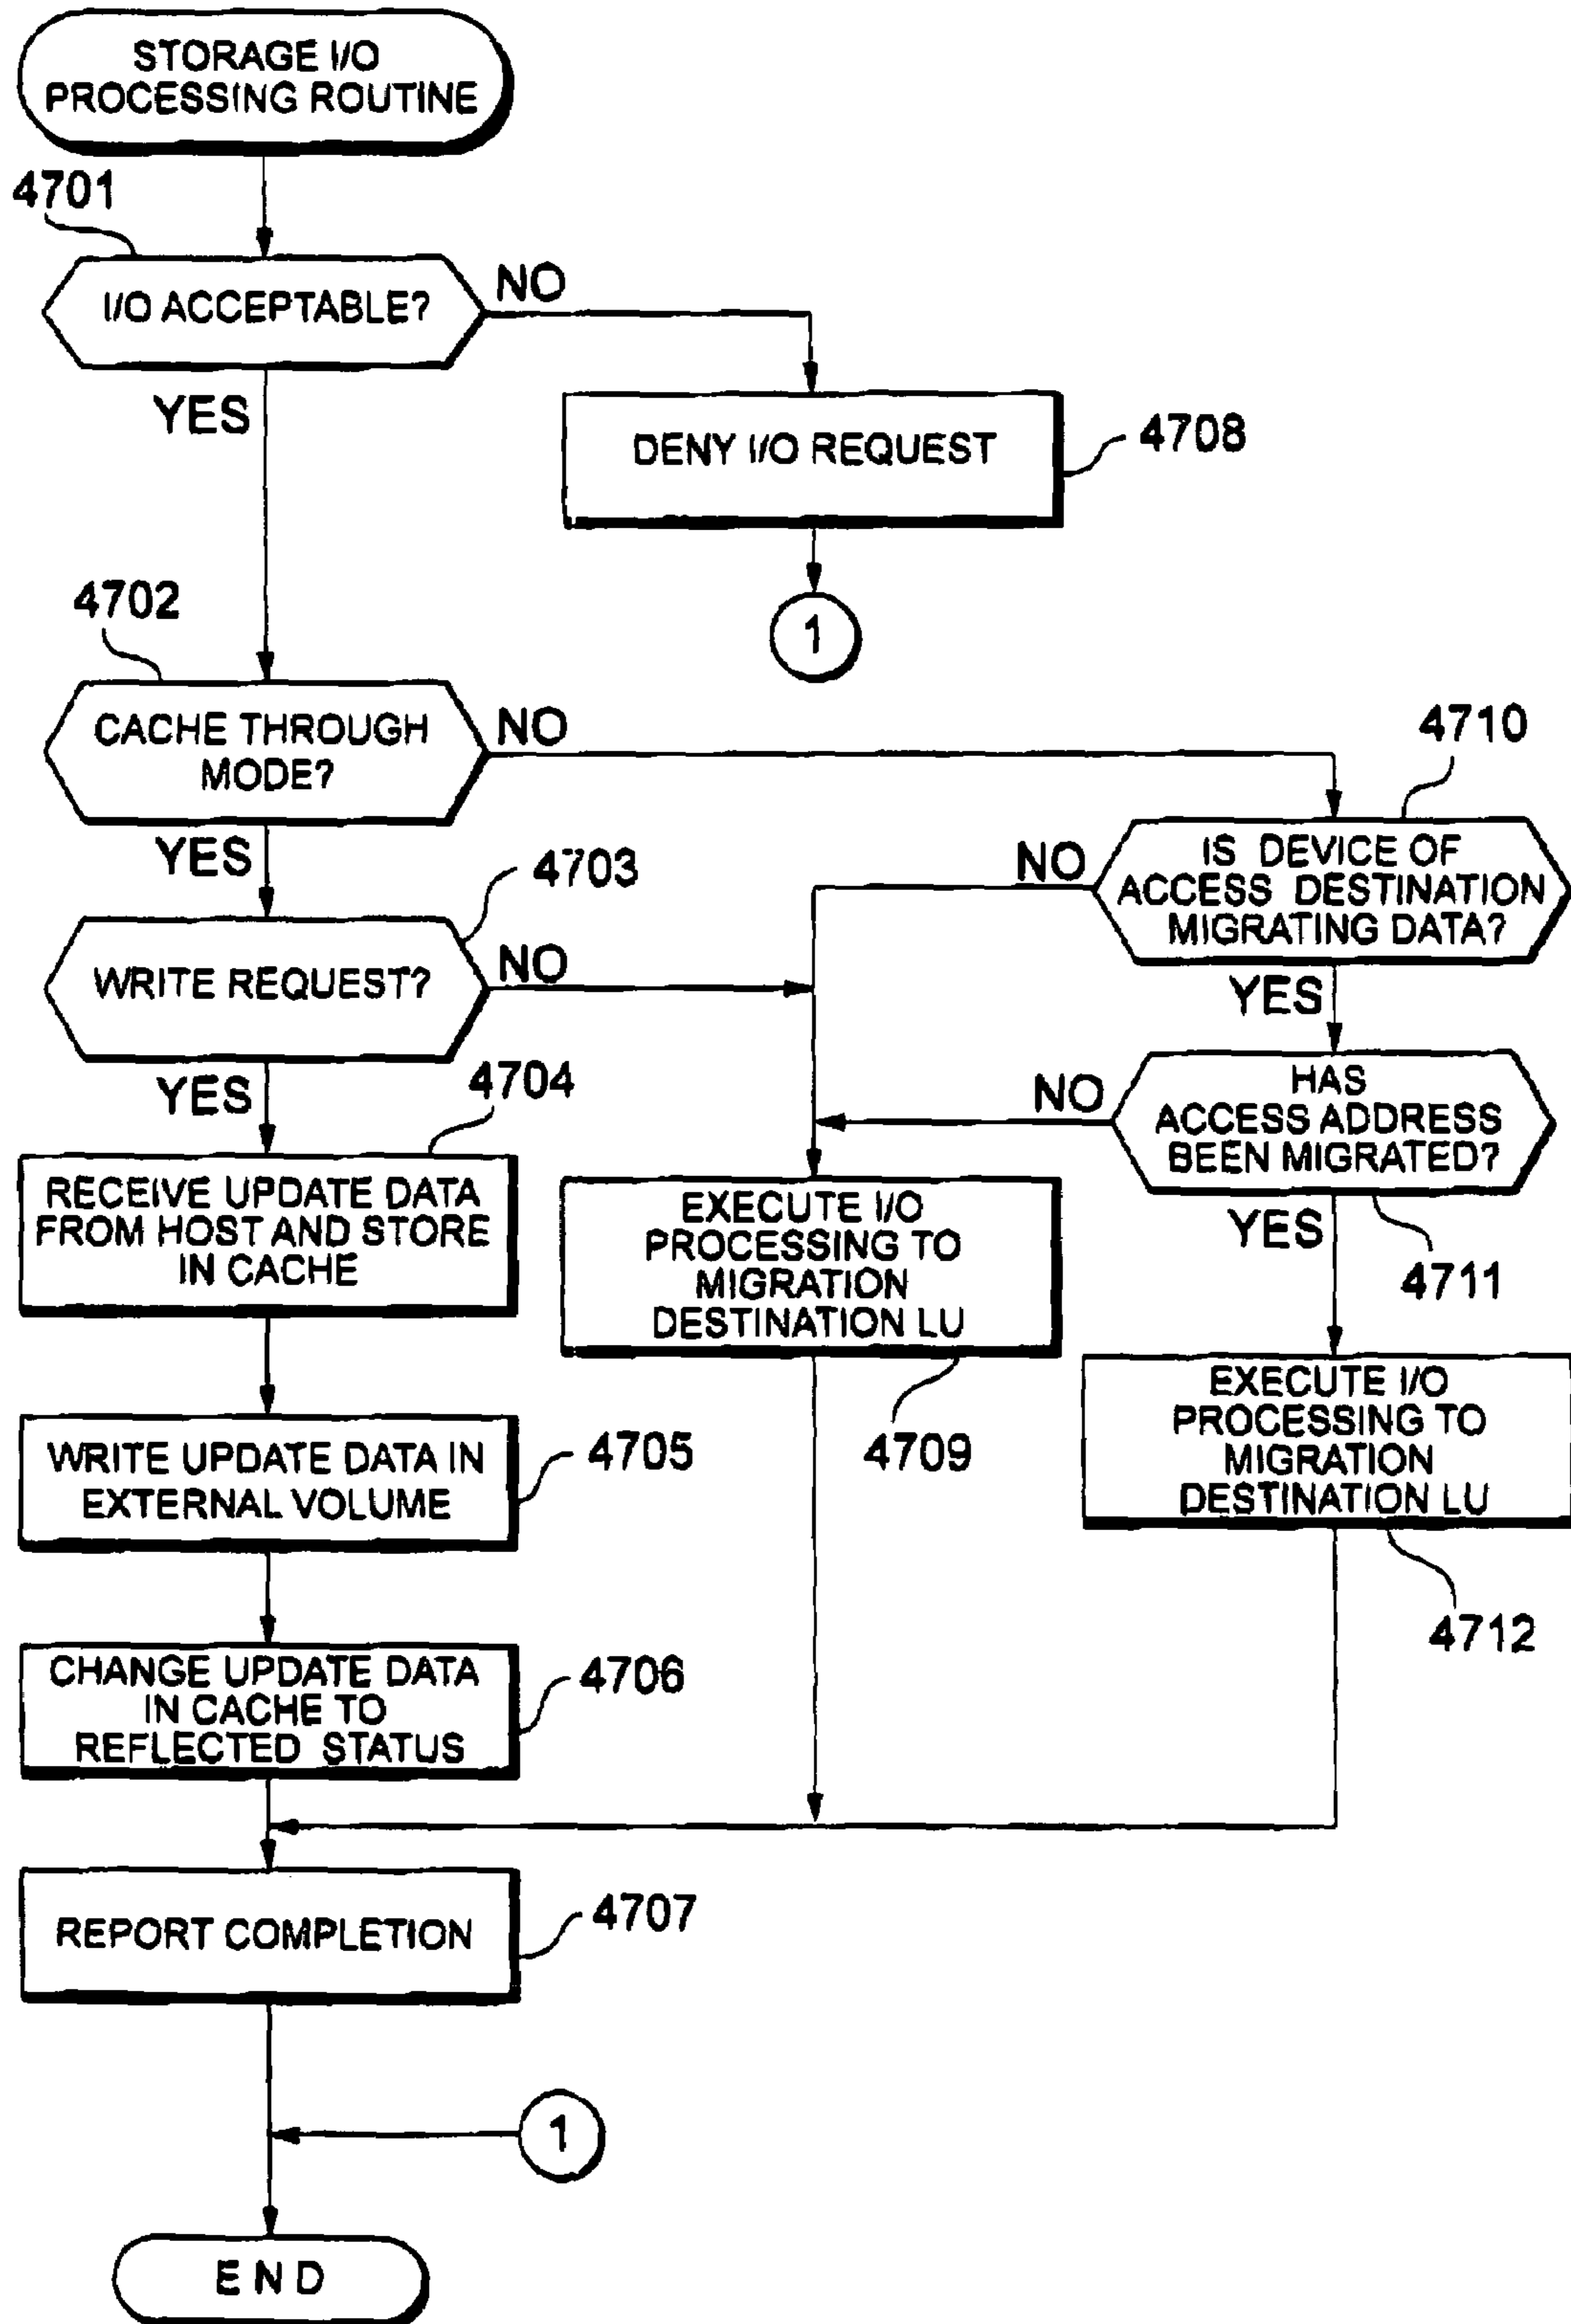 STORAGE I/O
PROCESSING ROUTINE
4701
I/O ACCEPTABLE?
NO
YES
DENY I/O REQUEST
4708
1
4702
CACHE THROUGH
MODE?
NO
YES
4710
IS DEVICE OF
ACCESS DESTINATION
MIGRATING DATA?
NO
YES
4703
WRITE REQUEST?
NO
YES
HAS
ACCESS ADDRESS
BEEN MIGRATED?
NO
YES
4711
4704
RECEIVE UPDATE DATA
FROM HOST AND STORE
IN CACHE
EXECUTE I/O
PROCESSING TO
MIGRATION
DESTINATION LU
4709
EXECUTE I/O
PROCESSING TO
MIGRATION
DESTINATION LU
4712
WRITE UPDATE DATA IN
EXTERNAL VOLUME
4705
CHANGE UPDATE DATA
IN CACHE TO
REFLECTED STATUS
4706
REPORT COMPLETION
4707
1
END